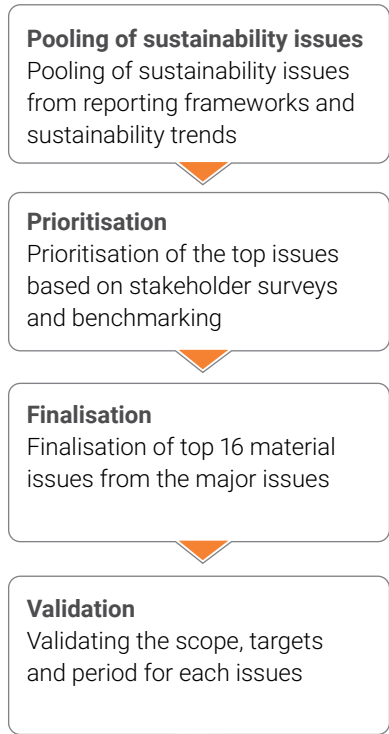 Pooling of sustainability issues
Pooling of sustainability issues
from reporting frameworks and
sustainability trends
Prioritisation
Prioritisation of the top issues
based on stakeholder surveys
and benchmarking
Finalisation
Finalisation of top 16 material
issues from the major issues
Validation
Validating the scope, targets
and period for each issues